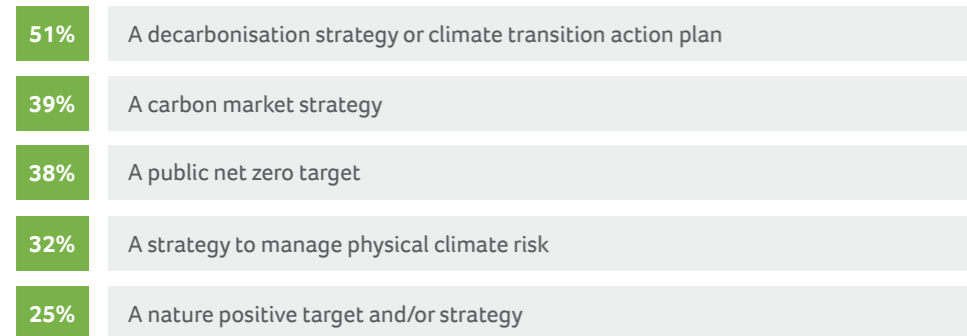 51% A decarbonisation strategy or climate transition action plan
39% A carbon market strategy
38% A public net zero target
32% A strategy to manage physical climate risk
25% A nature positive target and/or strategy